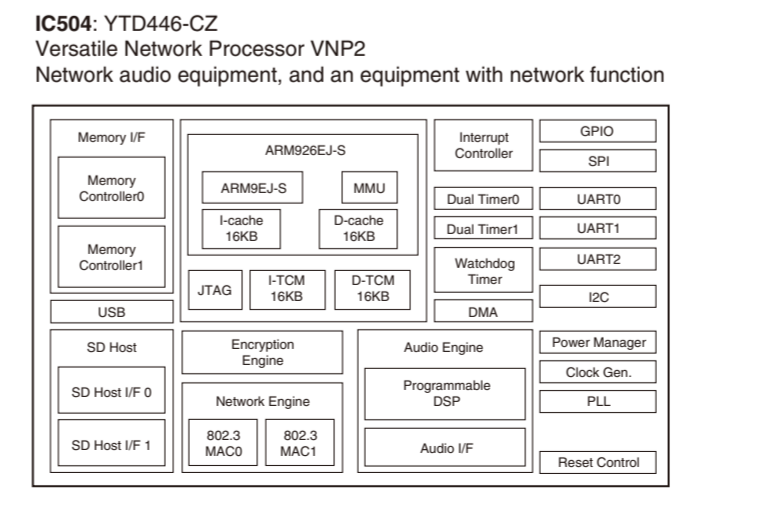 IC504: YTD446-CZ
Versatile Network Processor VNP2
Network audio equipment, and an equipment with network function
Memory I/F
Memory
Controller0
Memory
Controller1
USB
SD Host
SD Host I/F 0
SD Host I/F 1
ARM926EJ-S
ARM9EJ-S
MMU
I-cache
16KB
D-cache
16KB
JTAG
I-TCM
16KB
D-TCM
16KB
Encryption
Engine
Network Engine
802.3
MAC0
802.3
MAC1
Audio Engine
Programmable
DSP
Audio I/F
Interrupt
Controller
Dual Timer0
Dual Timer1
Watchdog
Timer
DMA
GPIO
SPI
UART0
UART1
UART2
I2C
Power Manager
Clock Gen.
PLL
Reset Control